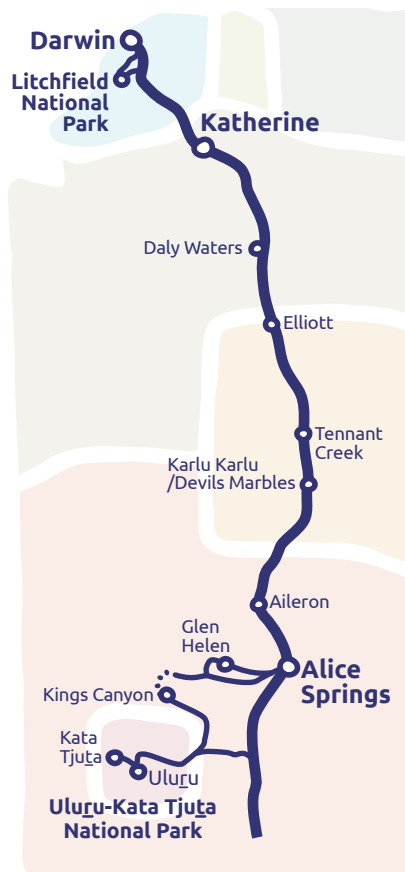 Darwin
Litchfield
National
Park
Katherine
Daly Waters
Elliott
Tennant
Creek
Karlu Karlu
/Devils Marbles
Aileron
Glen
Helen
Alice
Springs
Kings Canyon
Kata
Tjuṯa
Uluṟu
Uluṟu-Kata Tjuṯa
National Park